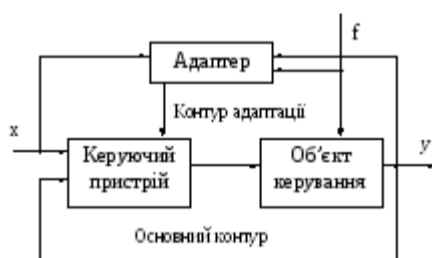 f
Адаптер
Контур адаптації
x
Керуючий
пристрій
Об'єкт
керування
y
Основний контур